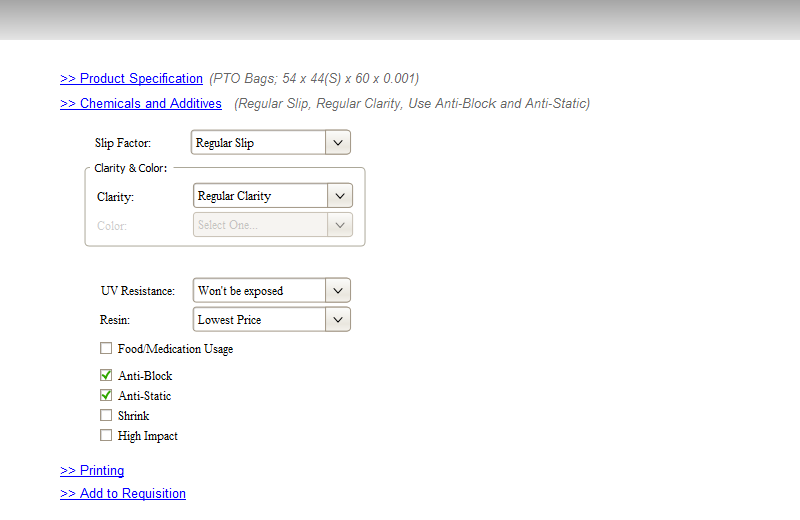 >> Product Specification (PTO Bags; 54 x 44(S) x 60 x 0.001)
>> Chemicals and Additives (Regular Slip, Regular Clarity, Use Anti-Block and Anti-Static)
Slip Factor: Regular Slip
Clarity & Color:
Clarity: Regular Clarity
Color: Select One...
UV Resistance: Won't be exposed
Resin: Lowest Price
Food/Medication Usage
Anti-Block
Anti-Static
Shrink
High Impact
>> Printing
>> Add to Requisition